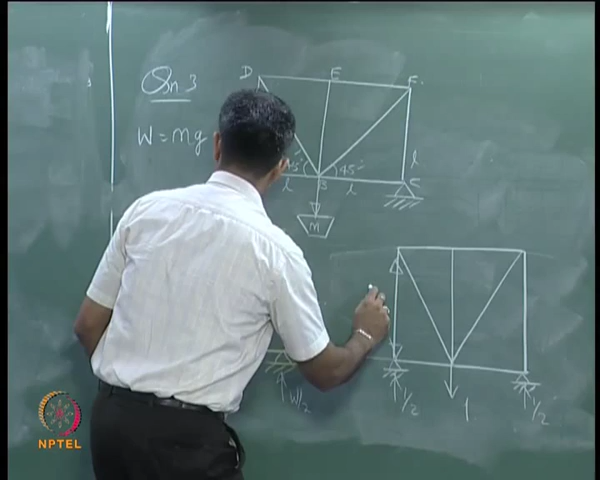 Qn 3
W = mg
D E F
45° 45°
l B l C
l
m
W/2
1/2 1 1/2
NPTEL